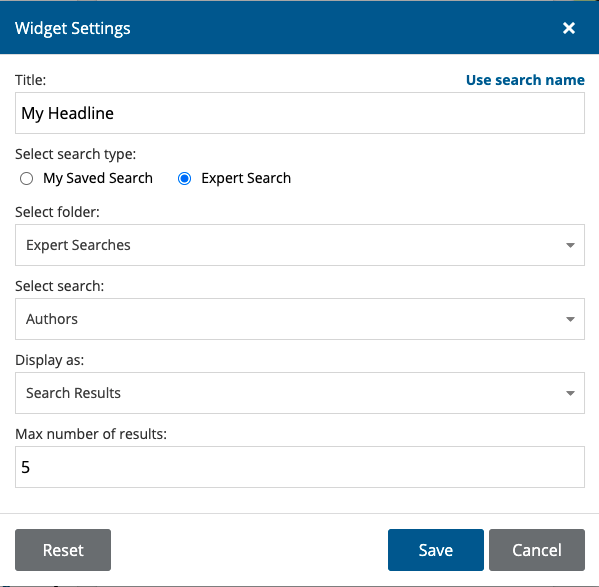 Widget Settings ×
Title: Use search name
My Headline
Select search type:
My Saved Search Expert Search
Select folder:
Expert Searches
Select search:
Authors
Display as:
Search Results
Max number of results:
5
Reset Save Cancel